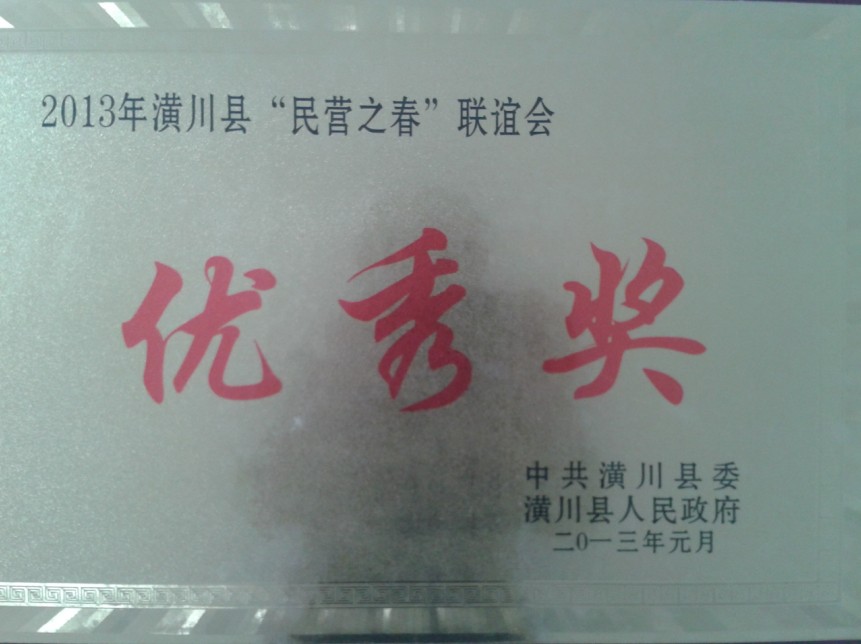 2013年潢川县“民营之春”联谊会
优秀奖
中共潢川县委
潢川县人民政府
二0一三年元月